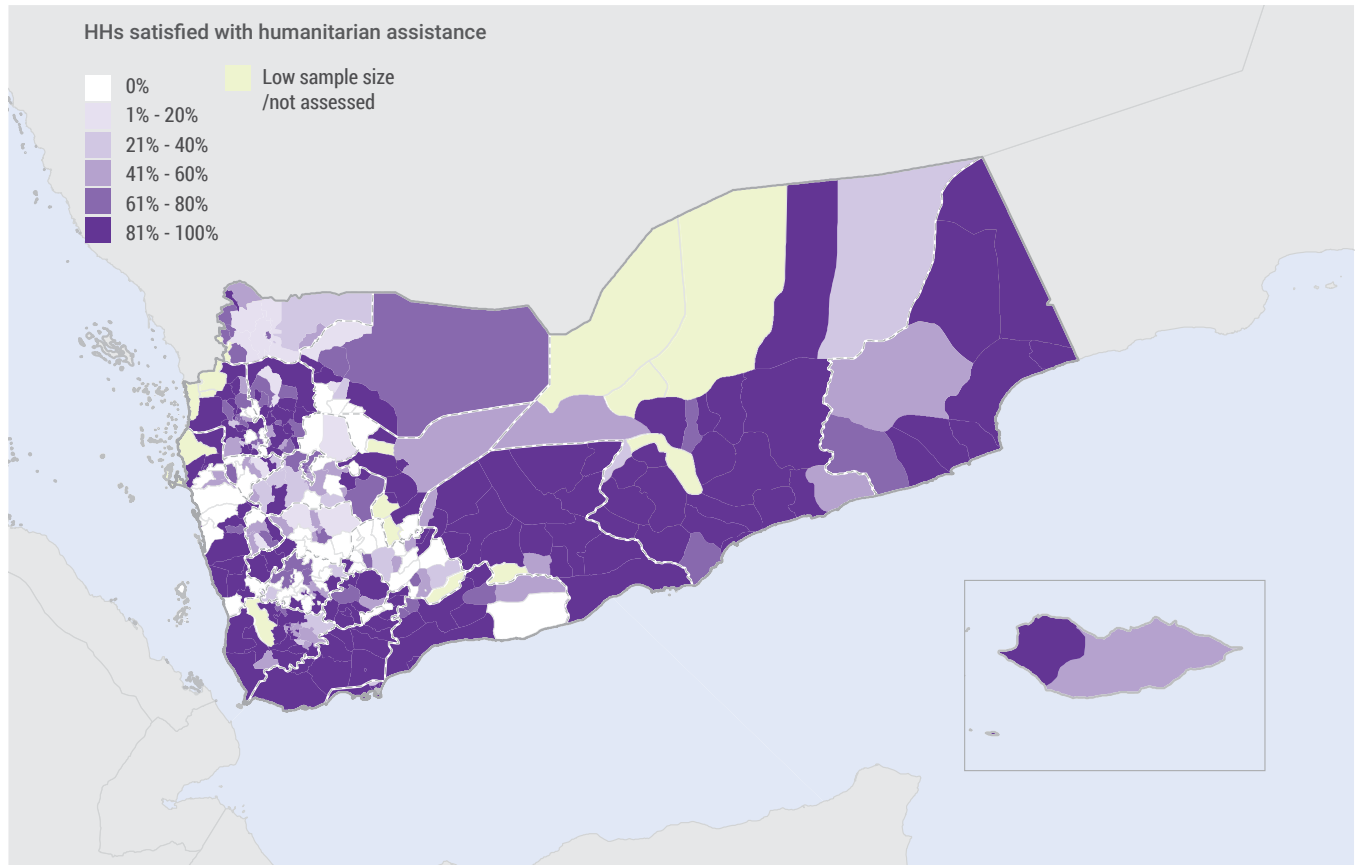 HHs satisfied with humanitarian assistance
0%
1% - 20%
21% - 40%
41% - 60%
61% - 80%
81% - 100%
Low sample size
/not assessed